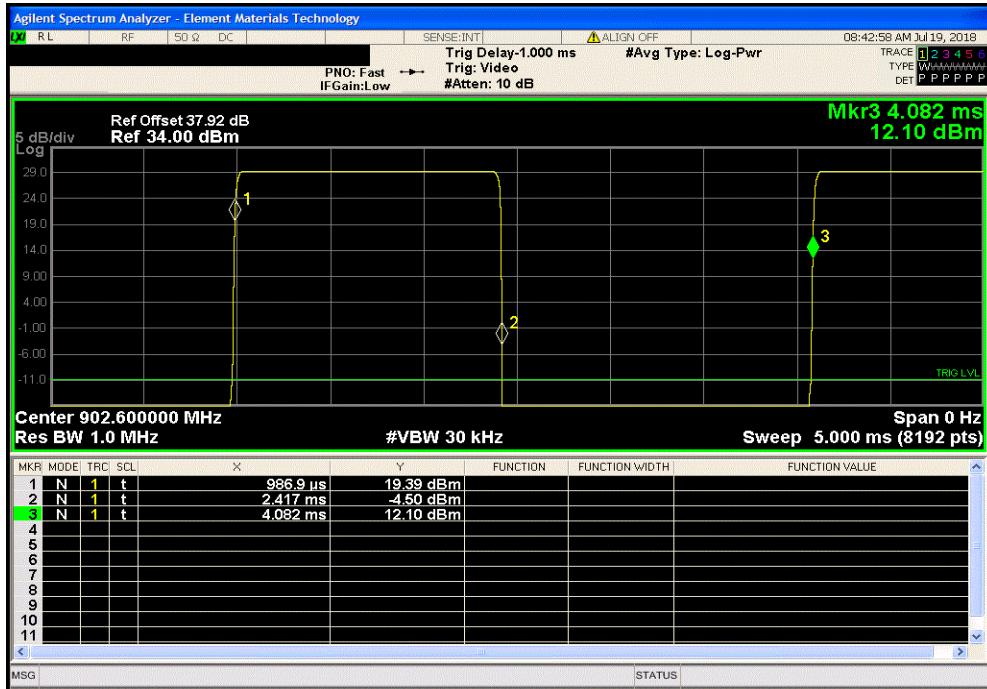 Agilent Spectrum Analyzer - Element Materials Technology
LXI RL RF 50 Ω DC SENSE:INT ALIGN OFF 08:42:58 AM Jul 19, 2018
Trig Delay-1.000 ms #Avg Type: Log-Pwr TRACE 1 2 3 4 5 6
PNO: Fast Trig: Video TYPE WWWWWW
IFGain:Low #Atten: 10 dB DET P P P P P P
Mkr3 4.082 ms
12.10 dBm
Ref Offset 37.92 dB
5 dB/div Ref 34.00 dBm
Log
29.0
24.0
1
19.0
3
14.0
9.00
4.00
2
-1.00
-6.00
-11.0
TRIG LVL
Center 902.600000 MHz Span 0 Hz
Res BW 1.0 MHz #VBW 30 kHz Sweep 5.000 ms (8192 pts)
MKR MODE TRC SCL X Y FUNCTION FUNCTION WIDTH FUNCTION VALUE
1 N 1 t 986.9 µs 19.39 dBm
2 N 1 t 2.417 ms -4.50 dBm
3 N 1 t 4.082 ms 12.10 dBm
4
5
6
7
8
9
10
11
MSG STATUS